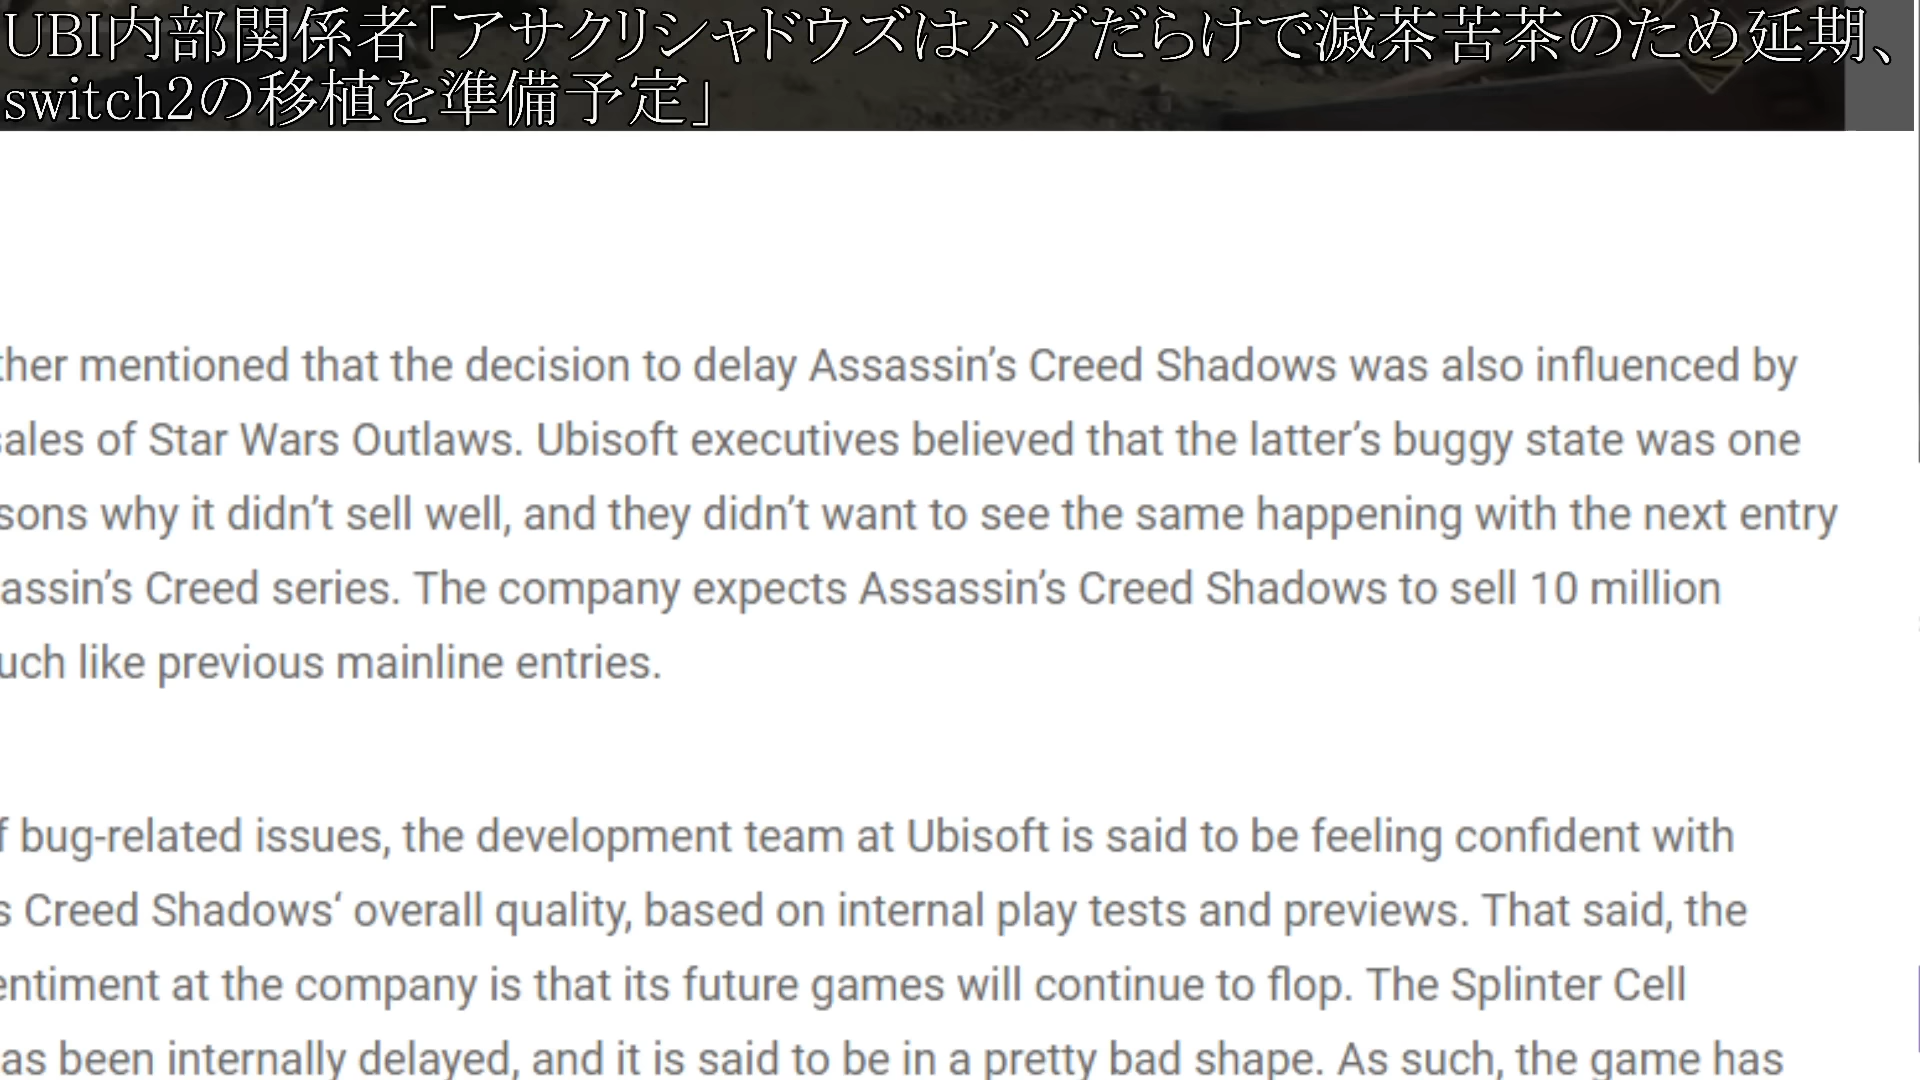 UBI内部関係者「アサクリシャドウズはバグだらけで滅茶苦茶のため延期、
switch2の移植を準備予定」
ther mentioned that the decision to delay Assassin’s Creed Shadows was also influenced by
sales of Star Wars Outlaws. Ubisoft executives believed that the latter’s buggy state was one
sons why it didn’t sell well, and they didn’t want to see the same happening with the next entry
assin’s Creed series. The company expects Assassin’s Creed Shadows to sell 10 million
uch like previous mainline entries.
f bug-related issues, the development team at Ubisoft is said to be feeling confident with
s Creed Shadows‘ overall quality, based on internal play tests and previews. That said, the
entiment at the company is that its future games will continue to flop. The Splinter Cell
as been internally delayed, and it is said to be in a pretty bad shape. As such, the game has